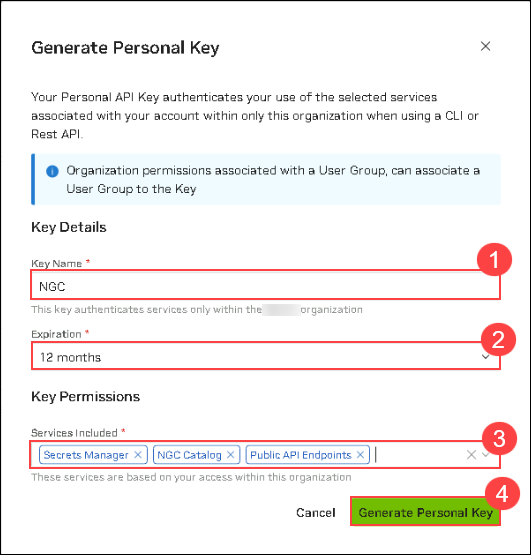 Generate Personal Key
Your Personal API Key authenticates your use of the selected services
associated with your account within only this organization when using a CLI or
Rest API.
Organization permissions associated with a User Group, can associate a
User Group to the Key
Key Details
1
Key Name *
NGC
This key authenticates services only within the organization
2
Expiration *
12 months
Key Permissions
3
Services Included *
Secrets Manager NGC Catalog Public API Endpoints
These services are based on your access within this organization
4
Cancel Generate Personal Key